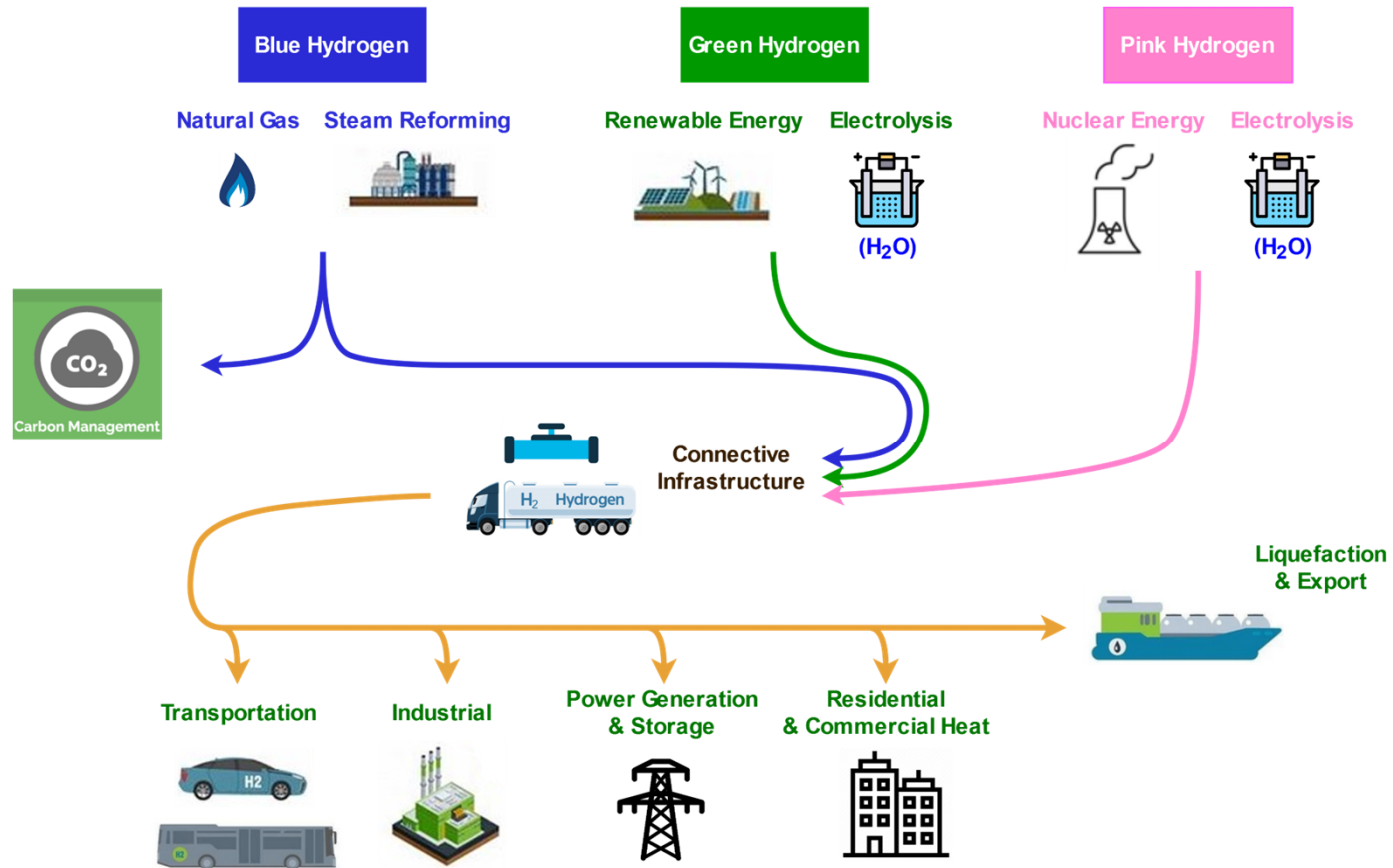 Blue Hydrogen
Green Hydrogen
Pink Hydrogen
Natural Gas
Steam Reforming
Renewable Energy
Electrolysis
Nuclear Energy
Electrolysis
+ -
+ -
(H₂O)
(H₂O)
CO₂
Carbon Management
Connective
Infrastructure
H₂ Hydrogen
Liquefaction
& Export
Transportation
Industrial
Power Generation
& Storage
Residential
& Commercial Heat
H2
H2